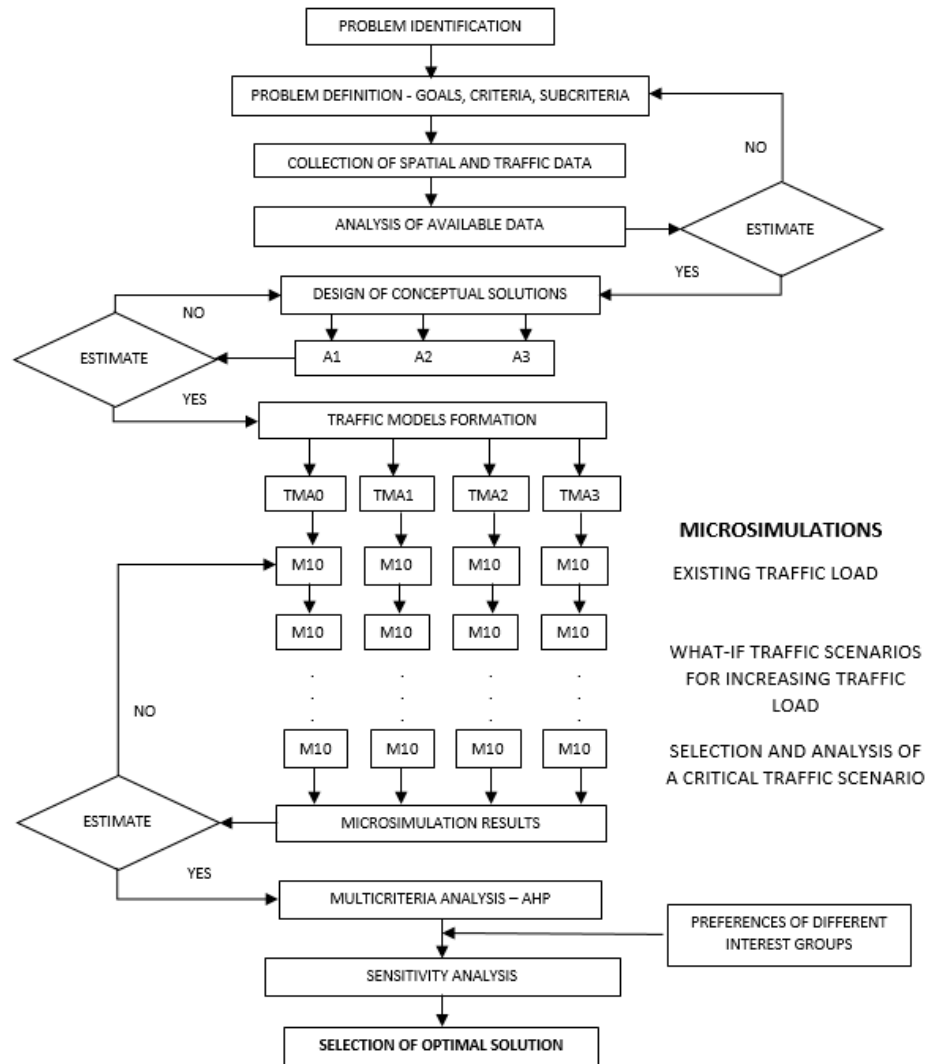 PROBLEM IDENTIFICATION
PROBLEM DEFINITION - GOALS, CRITERIA, SUBCRITERIA
NO
COLLECTION OF SPATIAL AND TRAFFIC DATA
ANALYSIS OF AVAILABLE DATA
ESTIMATE
YES
DESIGN OF CONCEPTUAL SOLUTIONS
NO
A1 A2 A3
ESTIMATE
YES
TRAFFIC MODELS FORMATION
TMA0 TMA1 TMA2 TMA3
MICROSIMULATIONS
M10 M10 M10 M10
EXISTING TRAFFIC LOAD
M10 M10 M10 M10
WHAT-IF TRAFFIC SCENARIOS
FOR INCREASING TRAFFIC
LOAD
NO
M10 M10 M10 M10
SELECTION AND ANALYSIS OF
A CRITICAL TRAFFIC SCENARIO
ESTIMATE
MICROSIMULATION RESULTS
YES
MULTICRITERIA ANALYSIS – AHP
PREFERENCES OF DIFFERENT
INTEREST GROUPS
SENSITIVITY ANALYSIS
SELECTION OF OPTIMAL SOLUTION